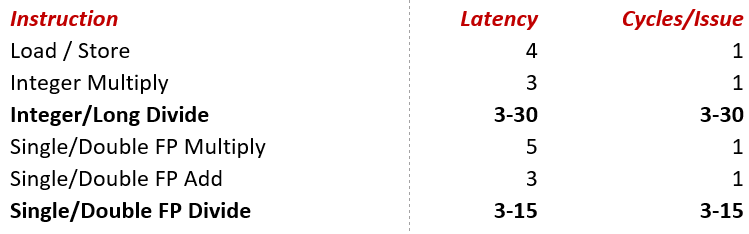 Instruction Latency Cycles/Issue
Load / Store 4 1
Integer Multiply 3 1
Integer/Long Divide 3-30 3-30
Single/Double FP Multiply 5 1
Single/Double FP Add 3 1
Single/Double FP Divide 3-15 3-15